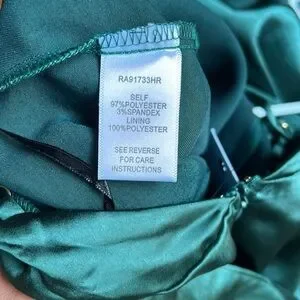 RA91733HR
SELF
97%POLYESTER
3%SPANDEX
LINING
100%POLYESTER
SEE REVERSE
FOR CARE
INSTRUCTIONS